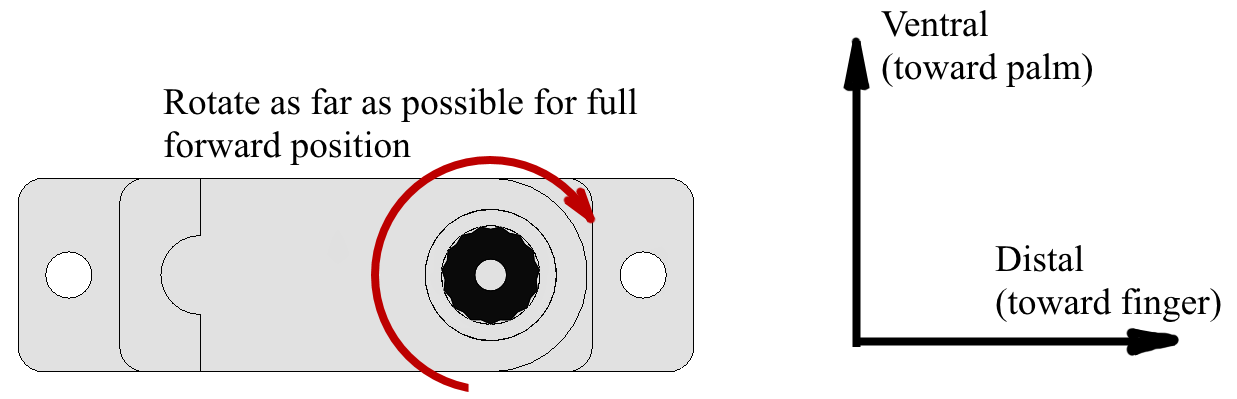 Ventral
(toward palm)
Rotate as far as possible for full
forward position
Distal
(toward finger)